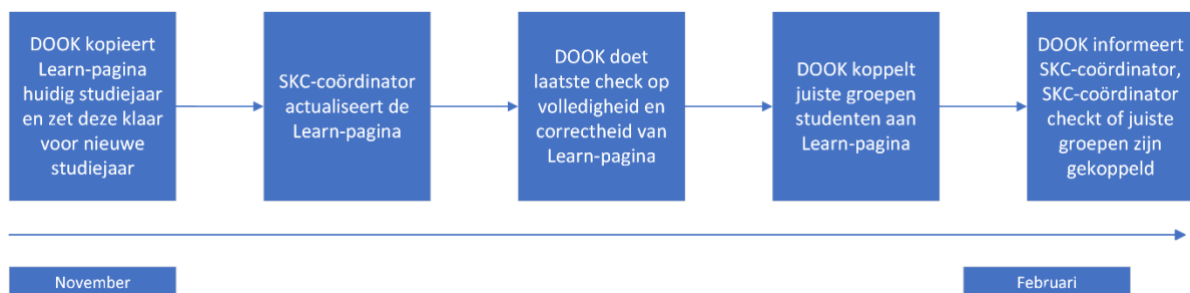 DOOK kopieert
Learn-pagina
huidig studiejaar
en zet deze klaar
voor nieuwe
studiejaar
SKC-coördinator
actualiseert de
Learn-pagina
DOOK doet
laatste check op
volledigheid en
correctheid van
Learn-pagina
DOOK koppelt
juiste groepen
studenten aan
Learn-pagina
DOOK informeert
SKC-coördinator,
SKC-coördinator
checkt of juiste
groepen zijn
gekoppeld
November
Februari